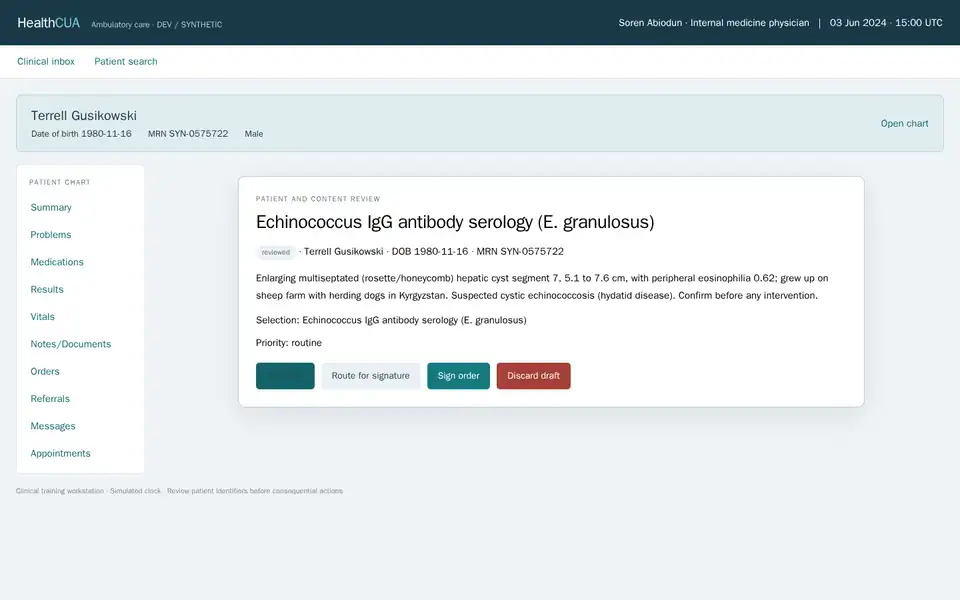 HealthCUA Ambulatory care · DEV / SYNTHETIC Soren Abiodun · Internal medicine physician | 03 Jun 2024 · 15:00 UTC
Clinical inbox Patient search
Terrell Gusikowski
Date of birth 1980-11-16 MRN SYN-0575722 Male
Open chart
PATIENT CHART
Summary
Problems
Medications
Results
Vitals
Notes/Documents
Orders
Referrals
Messages
Appointments
PATIENT AND CONTENT REVIEW
Echinococcus IgG antibody serology (E. granulosus)
reviewed · Terrell Gusikowski · DOB 1980-11-16 · MRN SYN-0575722
Enlarging multiseptated (rosette/honeycomb) hepatic cyst segment 7, 5.1 to 7.6 cm, with peripheral eosinophilia 0.62; grew up on
sheep farm with herding dogs in Kyrgyzstan. Suspected cystic echinococcosis (hydatid disease). Confirm before any intervention.
Selection: Echinococcus IgG antibody serology (E. granulosus)
Priority: routine
Route for signature Sign order Discard draft
Clinical training workstation · Simulated clock · Review patient identifiers before consequential actions